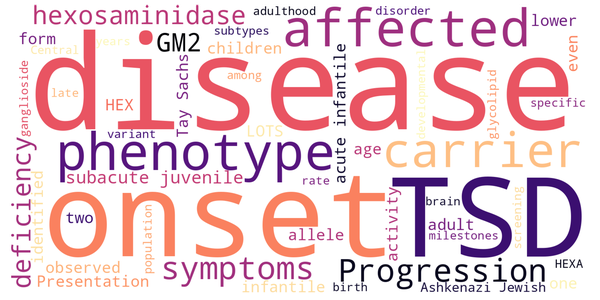 hexosaminidase
adulthood
disorder
affected
lower
form
Central
years
GM2
subtypes
children
even
disease
ganglioside
late
HEX
Tay Sachs
among
LOTS
acute infantile
developmental
glycolipid
specific
variant
phenotype
age
carrier
deficiency
identified
subacute juvenile
rate
onset
TSD
two
population
allele
activity
brain
adult
milestones
screening
observed
Presentation
symptoms
infantile
birth
Progression
HEXA
Ashkenazi Jewish
one